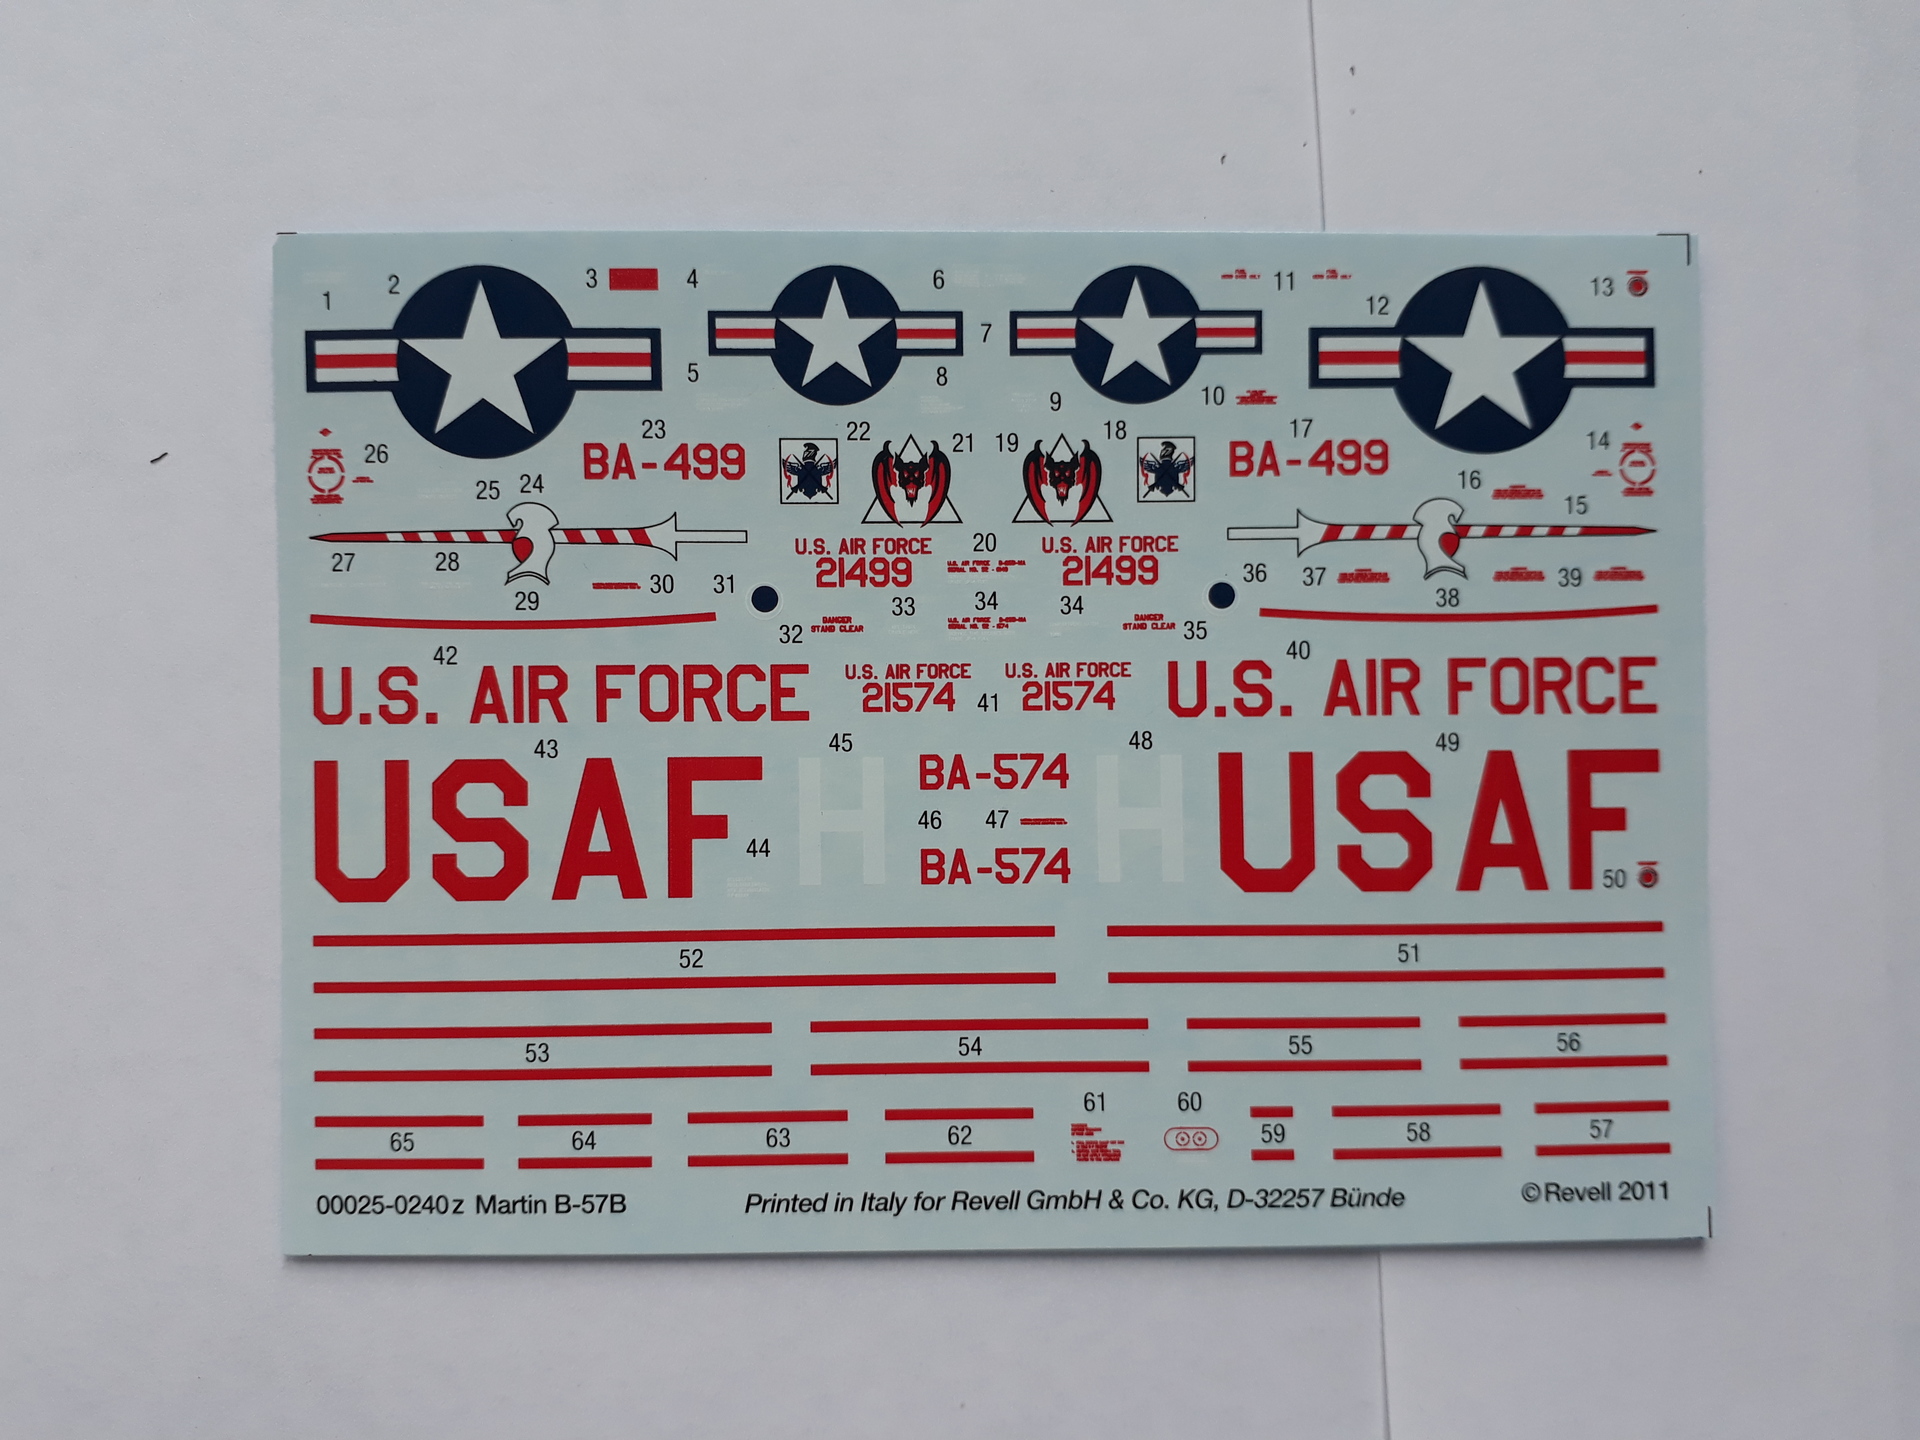 1 2 3 4 6 11 12 13
5 7 8 9 10
26 23 22 21 19 18 17 14
BA-499 BA-499
25 24 16 15
27 28 U.S. AIR FORCE 20 U.S. AIR FORCE
21499 21499
29 30 31 33 34 34 36 37 38 39
32 DANGER DANGER 35
STAND CLEAR STAND CLEAR
42 40
U.S. AIR FORCE U.S. AIR FORCE U.S. AIR FORCE U.S. AIR FORCE
21574 41 21574
43 45 48 49
USAF H BA-574 H USAF
44 46 47
BA-574 50
52 51
53 54 55 56
61 60
65 64 63 62 59 58 57
00025-0240z Martin B-57B Printed in Italy for Revell GmbH & Co. KG, D-32257 Bünde ©Revell 2011